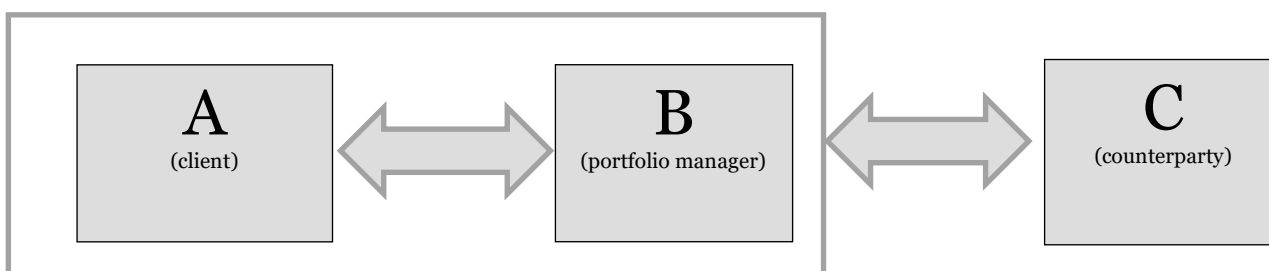 A
(client)
B
(portfolio manager)
C
(counterparty)